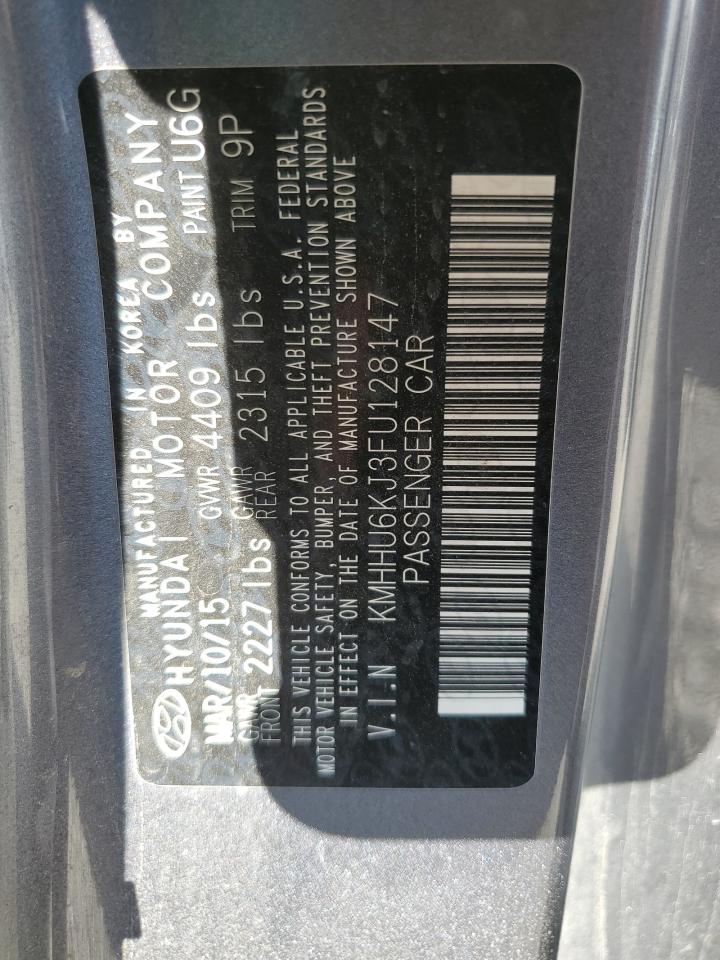 MANUFACTURED IN KOREA BY
HYUNDAI MOTOR COMPANY
MAR/10/15 GVWR 4409 lbs PAINT U6G
GAWR FRONT 2227 lbs GAWR REAR 2315 lbs TRIM 9P
THIS VEHICLE CONFORMS TO ALL APPLICABLE U.S.A. FEDERAL
MOTOR VEHICLE SAFETY, BUMPER, AND THEFT PREVENTION STANDARDS
IN EFFECT ON THE DATE OF MANUFACTURE SHOWN ABOVE
V.I.N KMHHU6KJ3FU128147
PASSENGER CAR